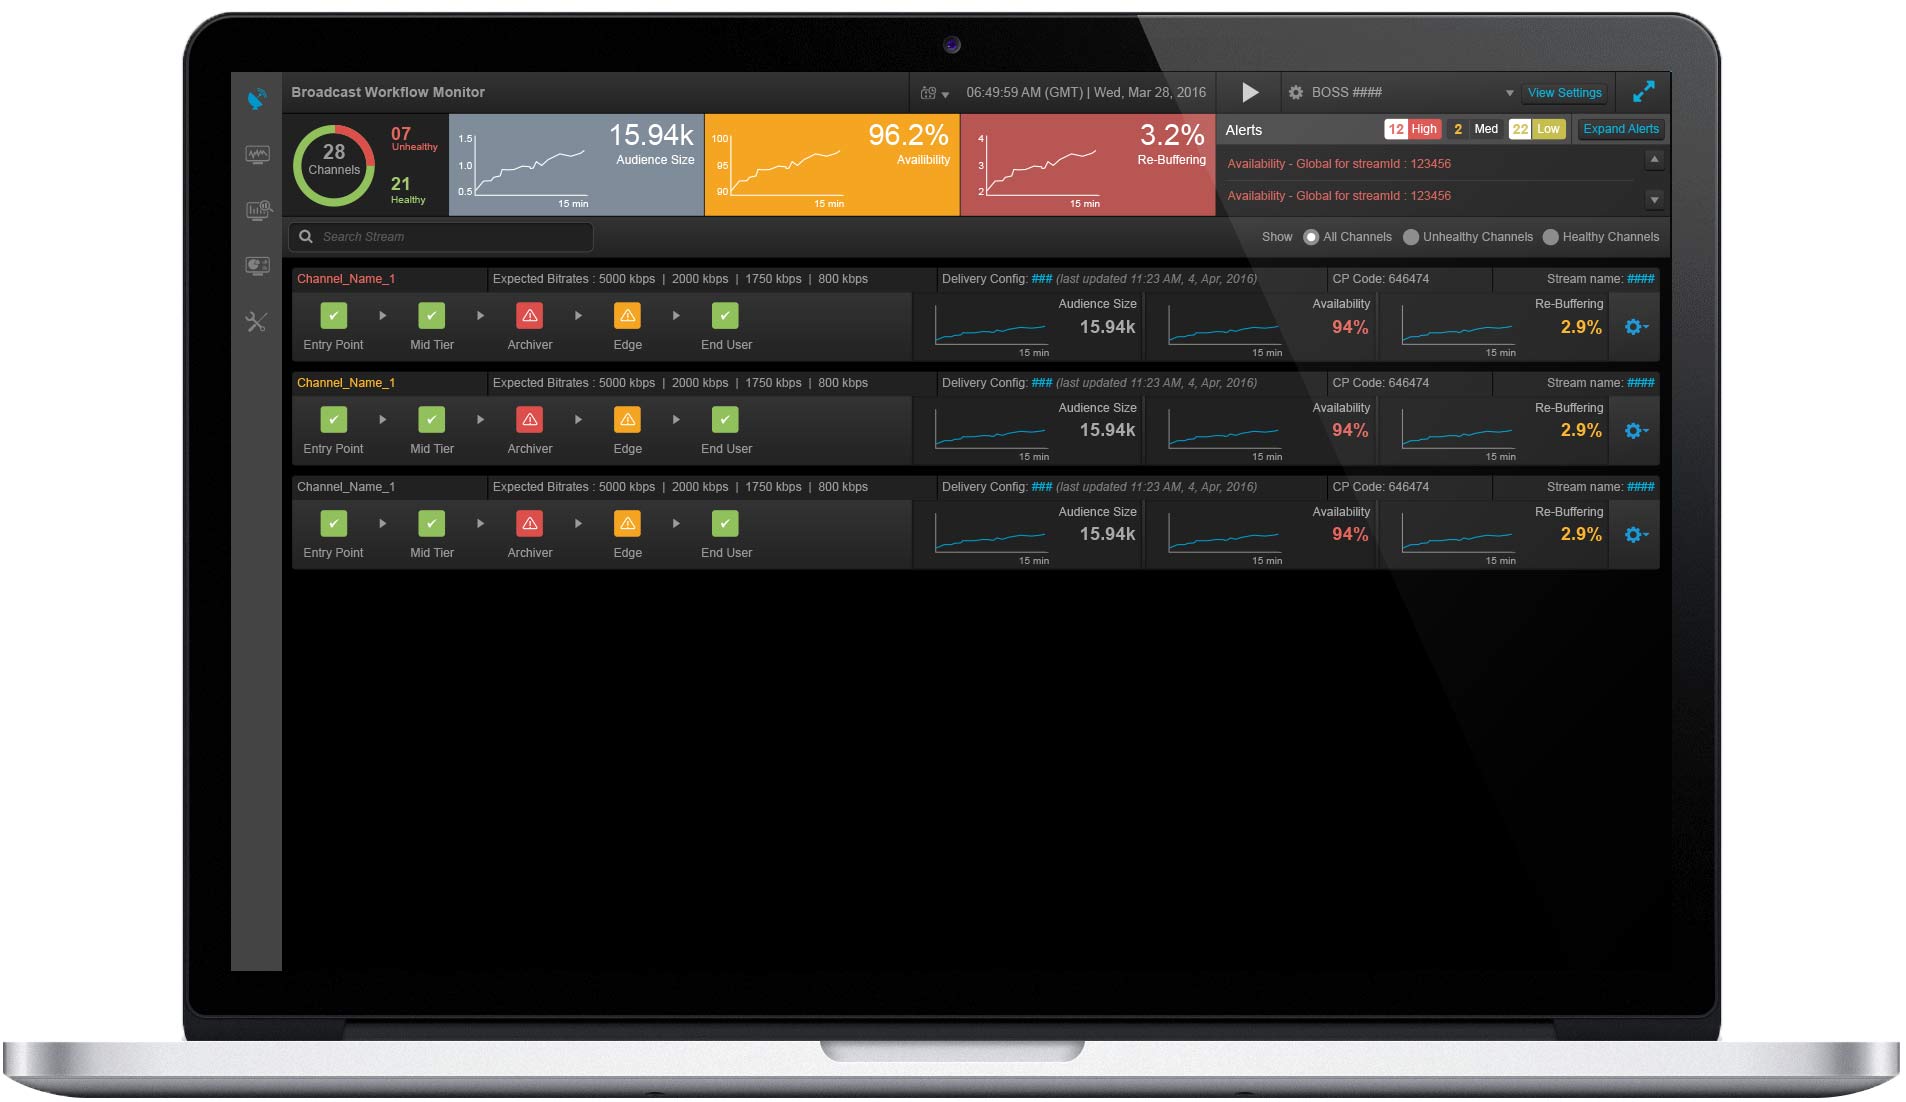 Broadcast Workflow Monitor
06:49:59 AM (GMT) | Wed, Mar 28, 2016
BOSS ####
View Settings
28
Channels
07
Unhealthy
21
Healthy
1.5
1.0
0.5
15 min
15.94k
Audience Size
100
95
90
15 min
96.2%
Availibility
4
3
2
15 min
3.2%
Re-Buffering
Alerts
12 High
2 Med
22 Low
Expand Alerts
Availability - Global for streamId : 123456
Availability - Global for streamId : 123456
Search Stream
Show All Channels Unhealthy Channels Healthy Channels
Channel_Name_1 Expected Bitrates : 5000 kbps | 2000 kbps | 1750 kbps | 800 kbps Delivery Config: ### (last updated 11:23 AM, 4, Apr, 2016) CP Code: 646474 Stream name: ####
Audience Size Availability Re-Buffering
15.94k 94% 2.9%
Entry Point Mid Tier Archiver Edge End User
15 min 15 min 15 min
Channel_Name_1 Expected Bitrates : 5000 kbps | 2000 kbps | 1750 kbps | 800 kbps Delivery Config: ### (last updated 11:23 AM, 4, Apr, 2016) CP Code: 646474 Stream name: ####
Audience Size Availability Re-Buffering
15.94k 94% 2.9%
Entry Point Mid Tier Archiver Edge End User
15 min 15 min 15 min
Channel_Name_1 Expected Bitrates : 5000 kbps | 2000 kbps | 1750 kbps | 800 kbps Delivery Config: ### (last updated 11:23 AM, 4, Apr, 2016) CP Code: 646474 Stream name: ####
Audience Size Availability Re-Buffering
15.94k 94% 2.9%
Entry Point Mid Tier Archiver Edge End User
15 min 15 min 15 min